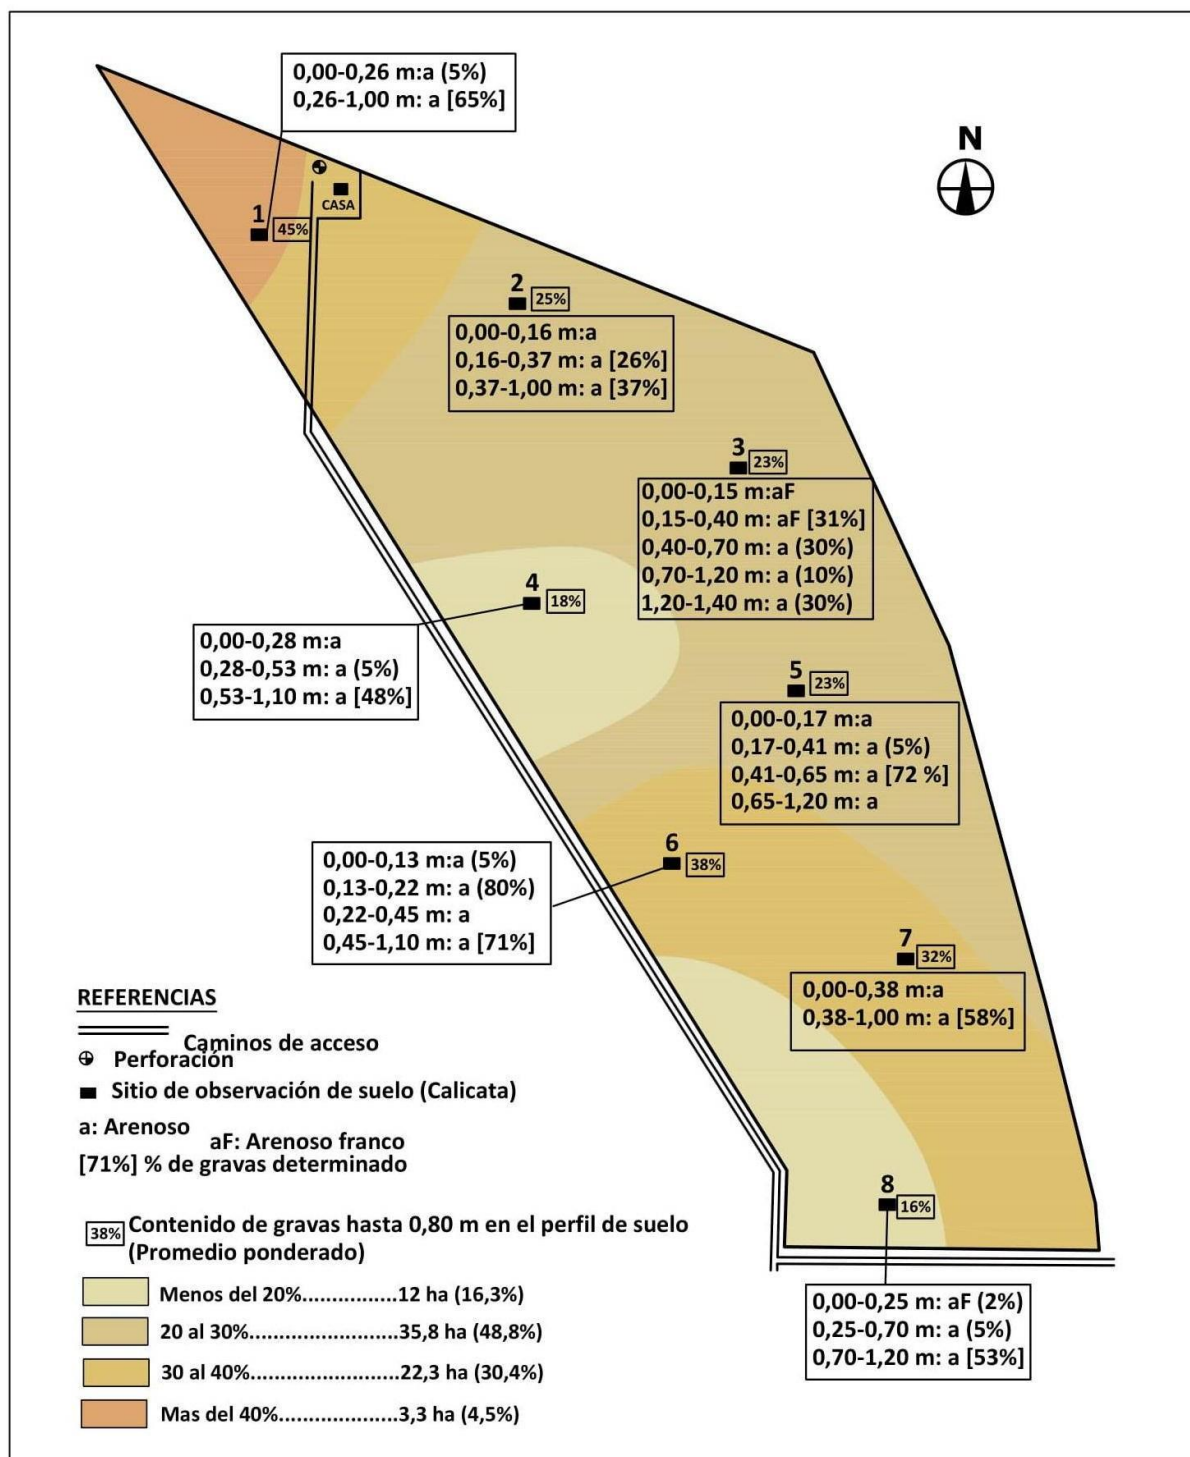 0,00-0,26 m:a (5%)
0,26-1,00 m: a [65%]
N
CASA
1
45%
2
25%
0,00-0,16 m:a
0,16-0,37 m: a [26%]
0,37-1,00 m: a [37%]
3
23%
0,00-0,15 m:aF
0,15-0,40 m: aF [31%]
0,40-0,70 m: a (30%)
0,70-1,20 m: a (10%)
1,20-1,40 m: a (30%)
4
18%
0,00-0,28 m:a
0,28-0,53 m: a (5%)
0,53-1,10 m: a [48%]
5
23%
0,00-0,17 m:a
0,17-0,41 m: a (5%)
0,41-0,65 m: a [72 %]
0,65-1,20 m: a
6
38%
0,00-0,13 m:a (5%)
0,13-0,22 m: a (80%)
0,22-0,45 m: a
0,45-1,10 m: a [71%]
7
32%
0,00-0,38 m:a
0,38-1,00 m: a [58%]
8
16%
0,00-0,25 m: aF (2%)
0,25-0,70 m: a (5%)
0,70-1,20 m: a [53%]
REFERENCIAS
Caminos de acceso
Perforación
Sitio de observación de suelo (Calicata)
a: Arenoso
aF: Arenoso franco
[71%] % de gravas determinado
38% Contenido de gravas hasta 0,80 m en el perfil de suelo
(Promedio ponderado)
Menos del 20%................12 ha (16,3%)
20 al 30%.........................35,8 ha (48,8%)
30 al 40%.........................22,3 ha (30,4%)
Mas del 40%....................3,3 ha (4,5%)